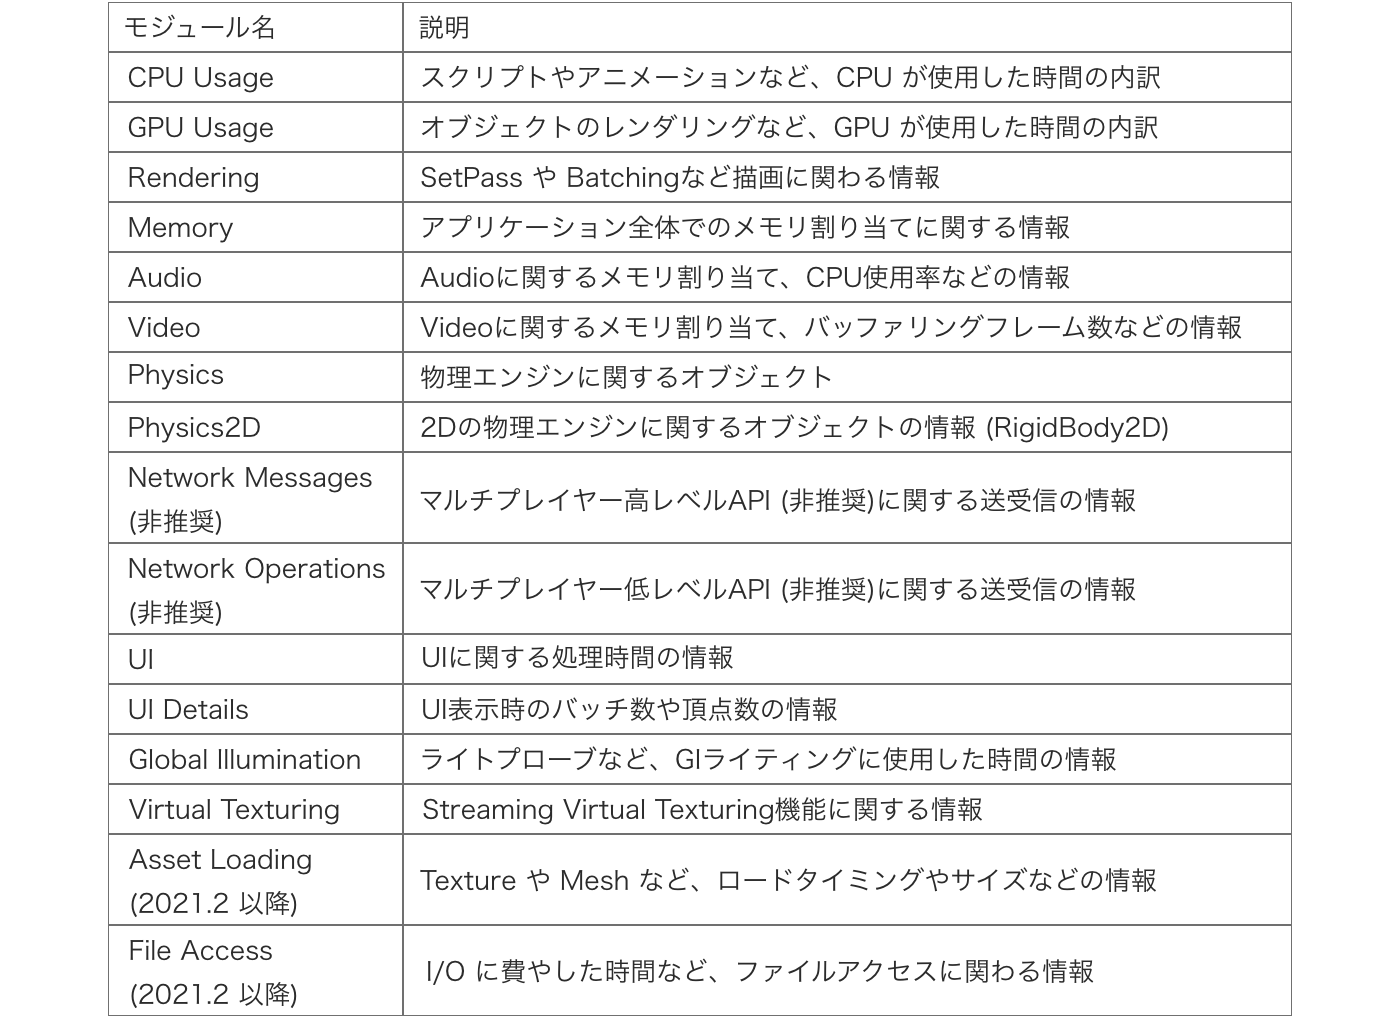 モジュール名 説明
CPU Usage スクリプトやアニメーションなど、CPU が使用した時間の内訳
GPU Usage オブジェクトのレンダリングなど、GPU が使用した時間の内訳
Rendering SetPass や Batchingなど描画に関わる情報
Memory アプリケーション全体でのメモリ割り当てに関する情報
Audio Audioに関するメモリ割り当て、CPU使用率などの情報
Video Videoに関するメモリ割り当て、バッファリングフレーム数などの情報
Physics 物理エンジンに関するオブジェクト
Physics2D 2Dの物理エンジンに関するオブジェクトの情報 (RigidBody2D)
Network Messages
(非推奨)
マルチプレイヤー高レベルAPI (非推奨)に関する送受信の情報
Network Operations
(非推奨)
マルチプレイヤー低レベルAPI (非推奨)に関する送受信の情報
UI UIに関する処理時間の情報
UI Details UI表示時のバッチ数や頂点数の情報
Global Illumination ライトプローブなど、GIライティングに使用した時間の情報
Virtual Texturing Streaming Virtual Texturing機能に関する情報
Asset Loading
(2021.2 以降)
Texture や Mesh など、ロードタイミングやサイズなどの情報
File Access
(2021.2 以降)
I/O に費やした時間など、ファイルアクセスに関わる情報